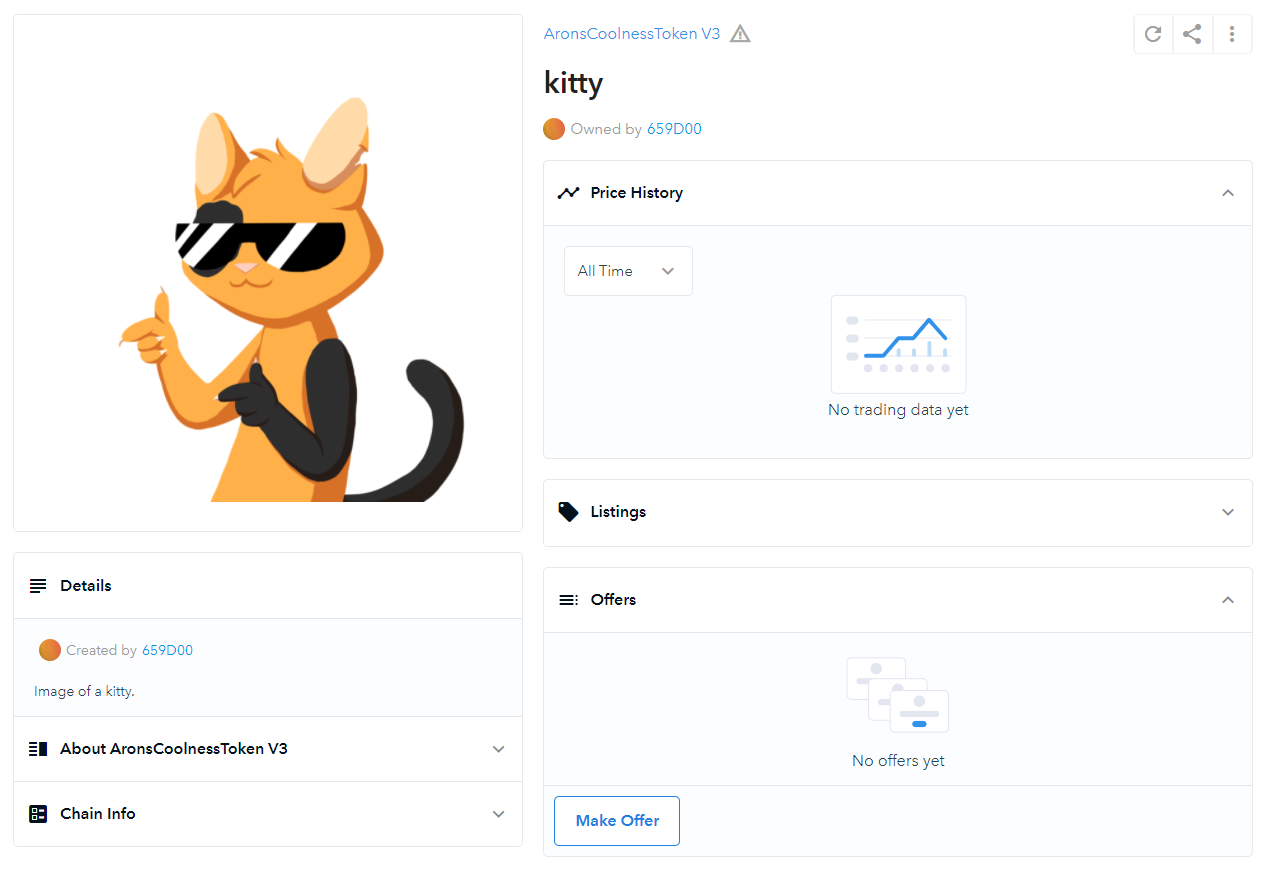 AronsCoolnessToken V3
kitty
Owned by 659D00
Price History
All Time
No trading data yet
Listings
Offers
No offers yet
Make Offer
Details
Created by 659D00
Image of a kitty.
About AronsCoolnessToken V3
Chain Info